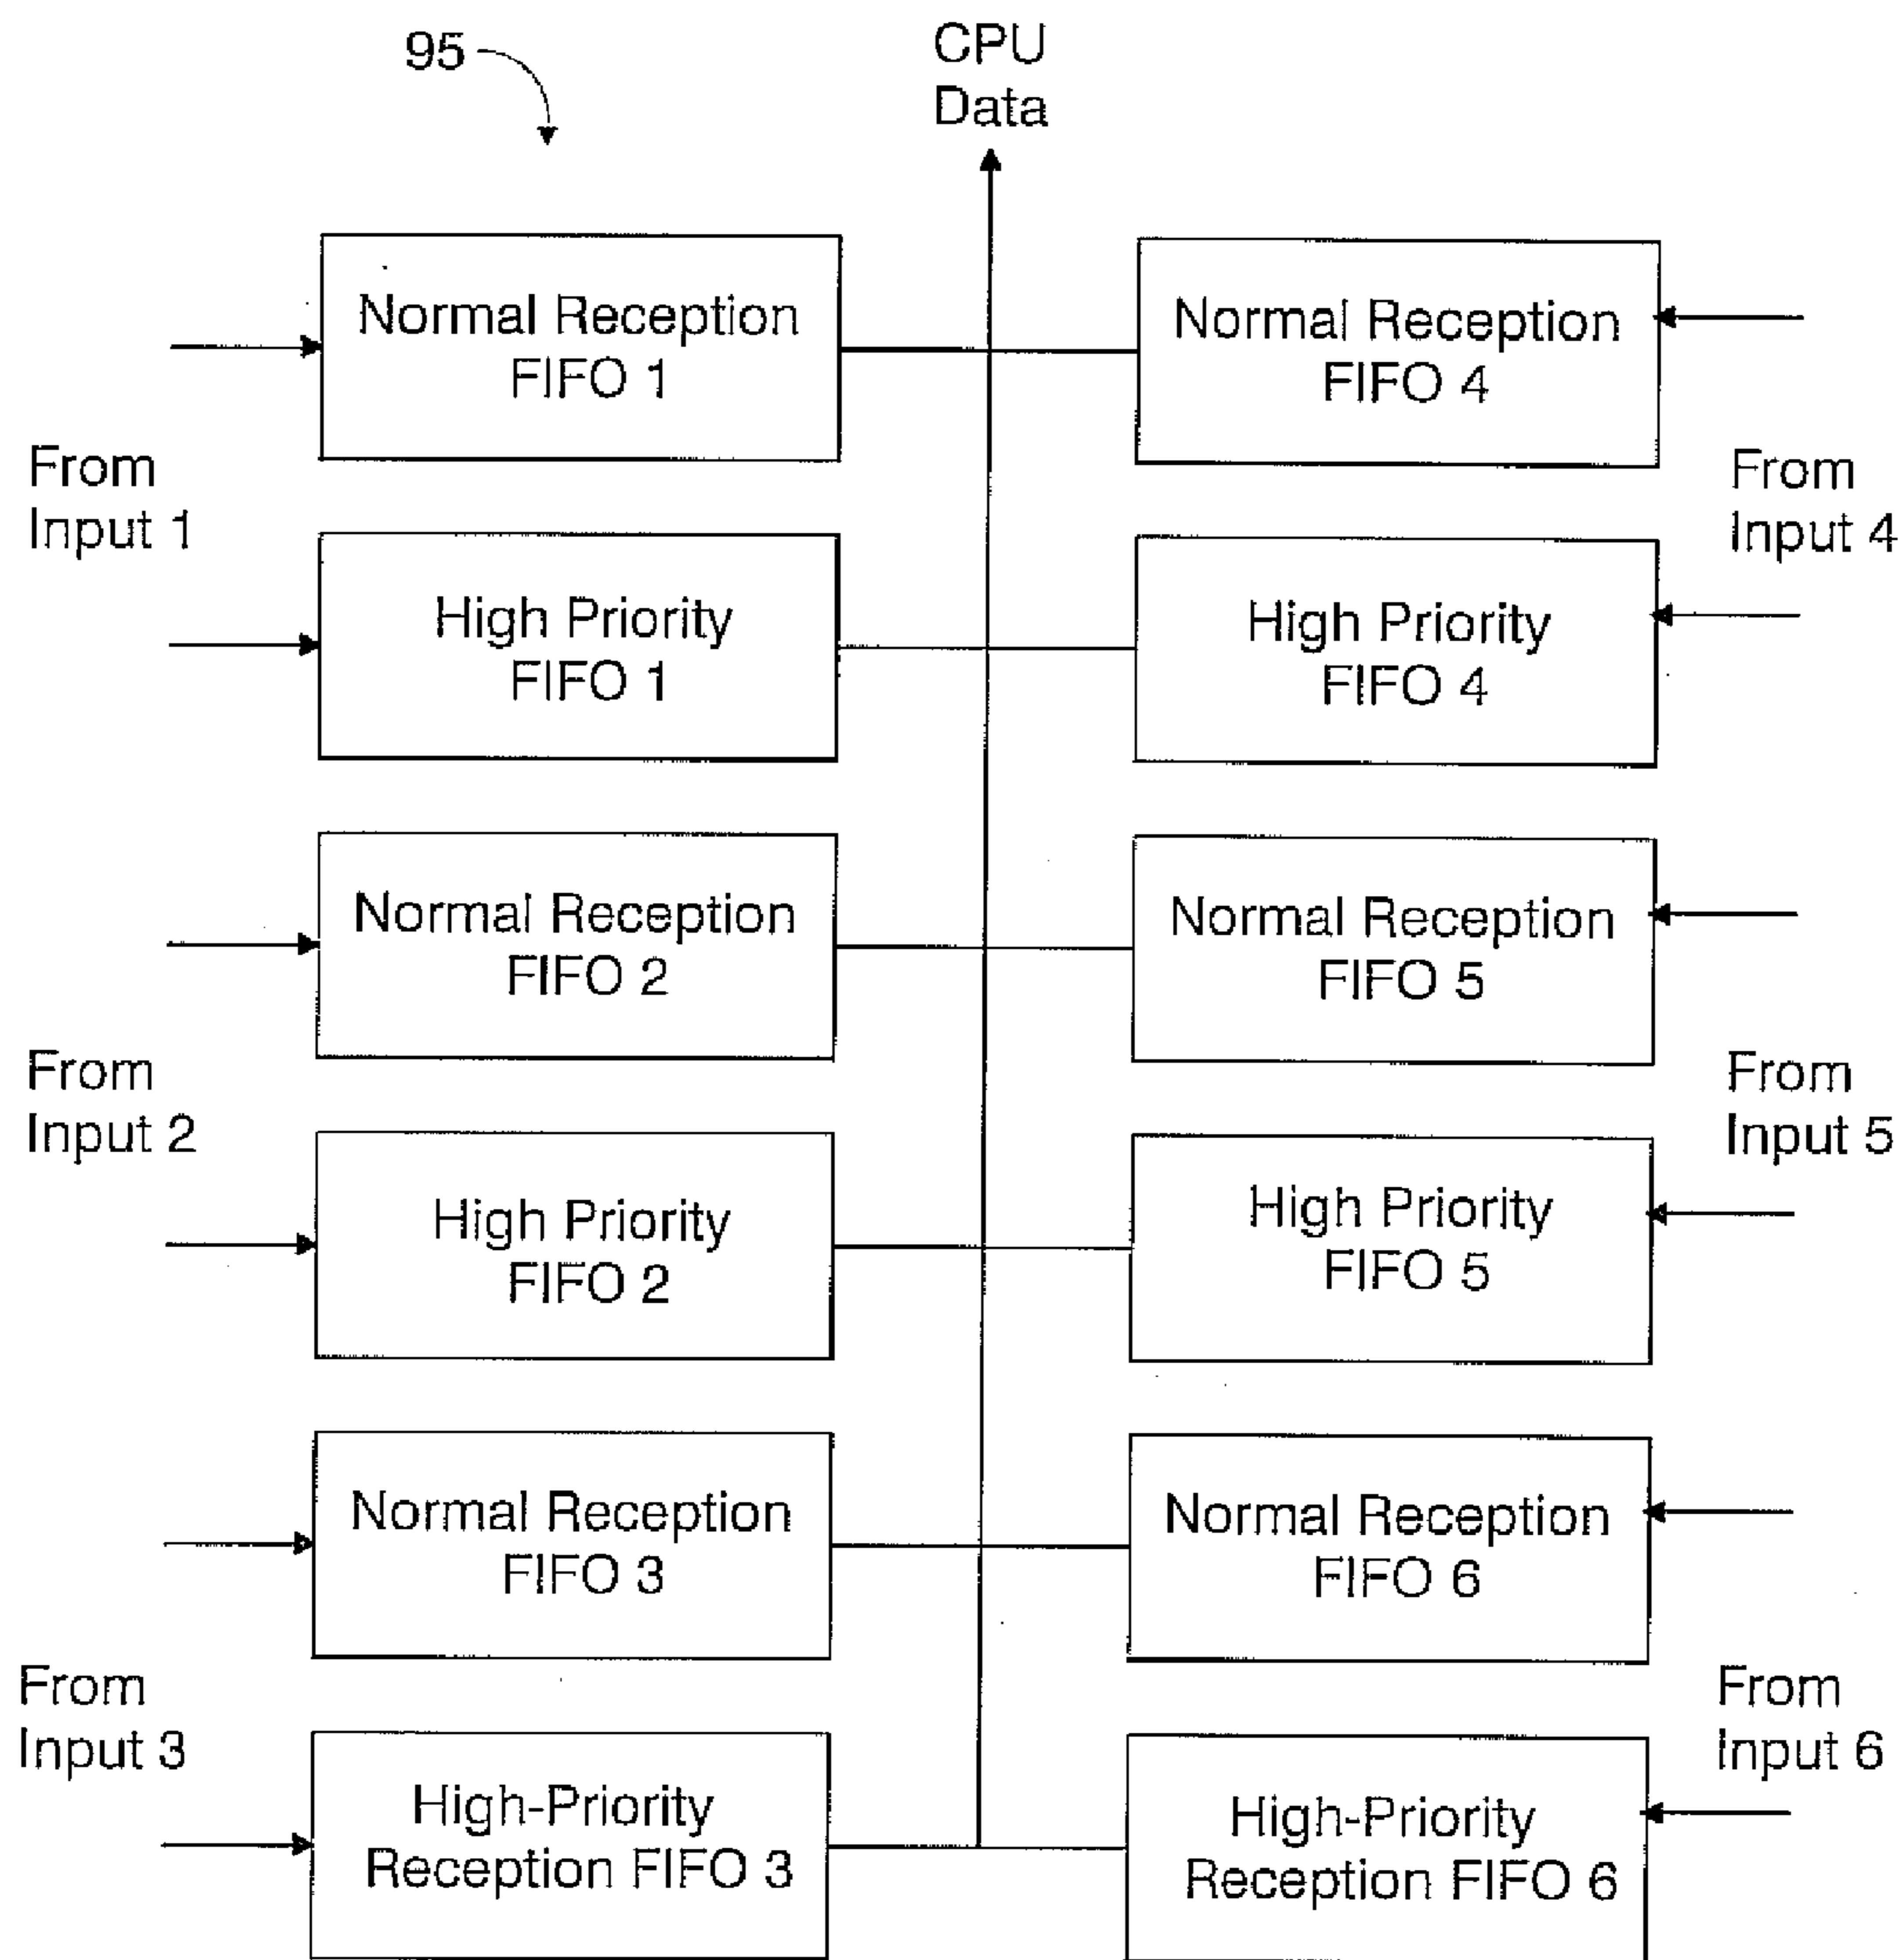 95
CPU
Data
Normal Reception
FIFO 1
Normal Reception
FIFO 4
From
Input 1
From
Input 4
High Priority
FIFO 1
High Priority
FIFO 4
Normal Reception
FIFO 2
Normal Reception
FIFO 5
From
Input 2
From
Input 5
High Priority
FIFO 2
High Priority
FIFO 5
Normal Reception
FIFO 3
Normal Reception
FIFO 6
From
Input 3
From
Input 6
High-Priority
Reception FIFO 3
High-Priority
Reception FIFO 6